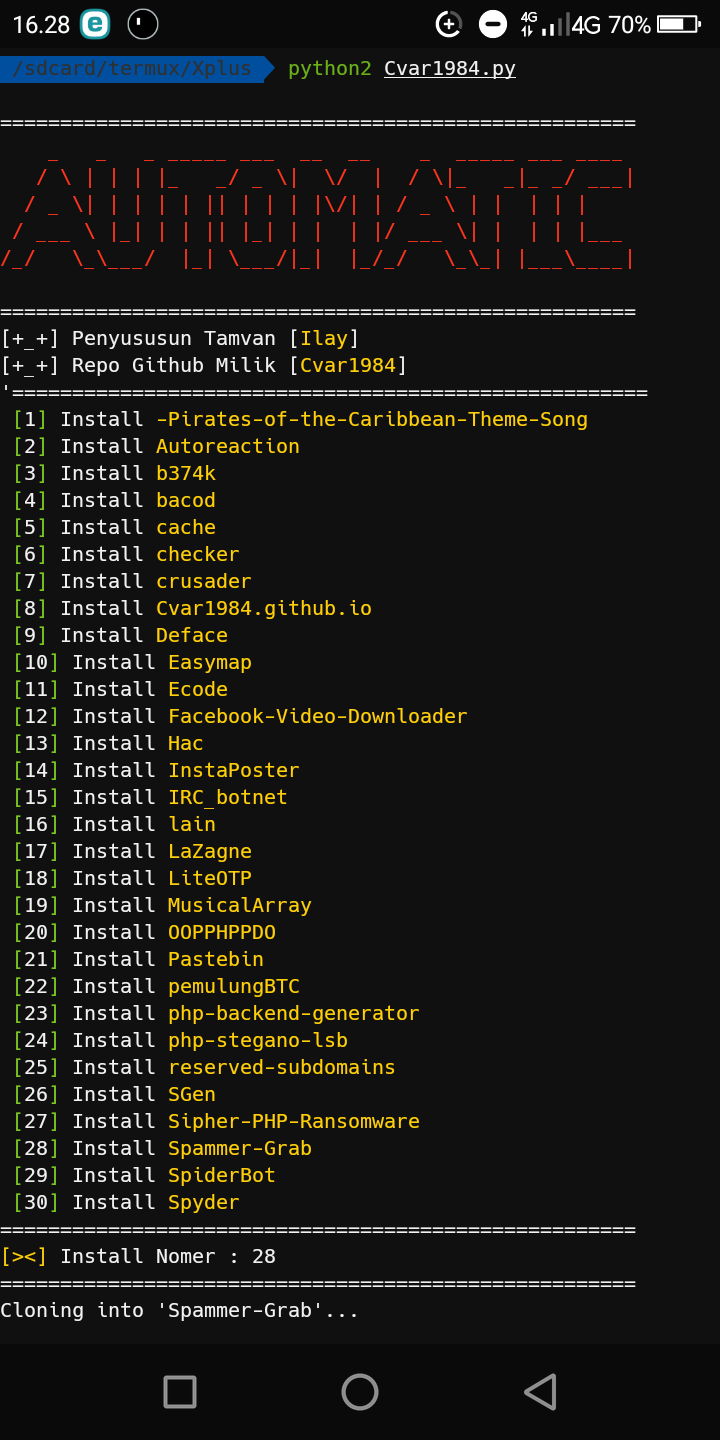 16.28
4G 4G 70%
/sdcard/termux/Xplus python2 Cvar1984.py
=====================================================
AUTOMATIC
=====================================================
[+_+] Penyususun Tamvan [Ilay]
[+_+] Repo Github Milik [Cvar1984]
'=====================================================
[1] Install -Pirates-of-the-Caribbean-Theme-Song
[2] Install Autoreaction
[3] Install b374k
[4] Install bacod
[5] Install cache
[6] Install checker
[7] Install crusader
[8] Install Cvar1984.github.io
[9] Install Deface
[10] Install Easymap
[11] Install Ecode
[12] Install Facebook-Video-Downloader
[13] Install Hac
[14] Install InstaPoster
[15] Install IRC_botnet
[16] Install lain
[17] Install LaZagne
[18] Install LiteOTP
[19] Install MusicalArray
[20] Install OOPPHPPDO
[21] Install Pastebin
[22] Install pemulungBTC
[23] Install php-backend-generator
[24] Install php-stegano-lsb
[25] Install reserved-subdomains
[26] Install SGen
[27] Install Sipher-PHP-Ransomware
[28] Install Spammer-Grab
[29] Install SpiderBot
[30] Install Spyder
=====================================================
[><] Install Nomer : 28
=====================================================
Cloning into 'Spammer-Grab'...